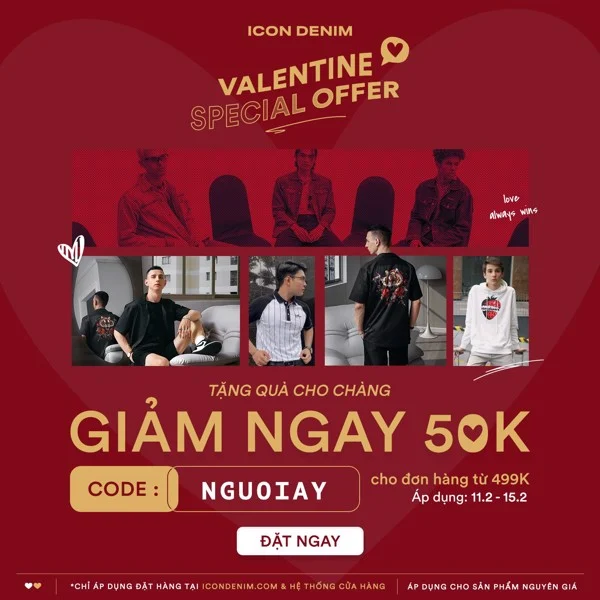 ICON DENIM
VALENTINE
SPECIAL OFFER
love
always wins
TẶNG QUÀ CHO CHÀNG
GIẢM NGAY 50K
CODE : NGUOIAY
cho đơn hàng từ 499K
Áp dụng: 11.2 - 15.2
ĐẶT NGAY
*CHỈ ÁP DỤNG ĐẶT HÀNG TẠI ICONDENIM.COM & HỆ THỐNG CỬA HÀNG
ÁP DỤNG CHO SẢN PHẨM NGUYÊN GIÁ